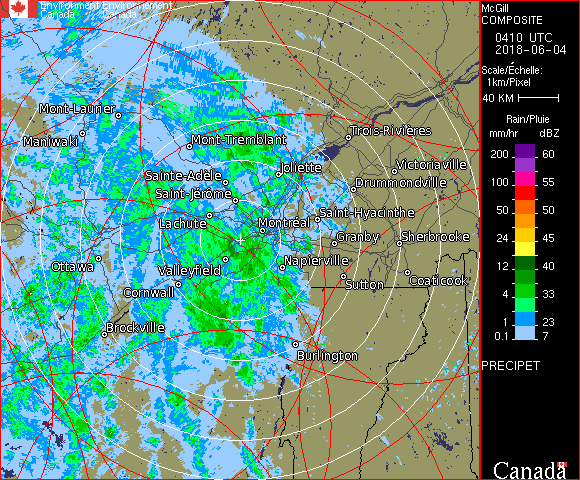 Environment Environnement
Canada Canada
McGill
COMPOSITE
0410 UTC
2018-06-04
Scale/Échelle:
1km/Pixel
40 KM
Rain/Pluie
mm/hr dBZ
200 60
100 55
50 50
24 45
12 40
4 33
1 23
0.1 7
PRECIPET
Canada
Mont-Laurier
Maniwaki
Mont-Tremblant
Trois-Rivières
Joliette
Victoriaville
Sainte-Adèle
Drummondville
Saint-Jérôme
Saint-Hyacinthe
Lachute
Montréal
Granby
Sherbrooke
Ottawa
Valleyfield
Napierville
Cornwall
Sutton
Coaticook
Brockville
Burlington